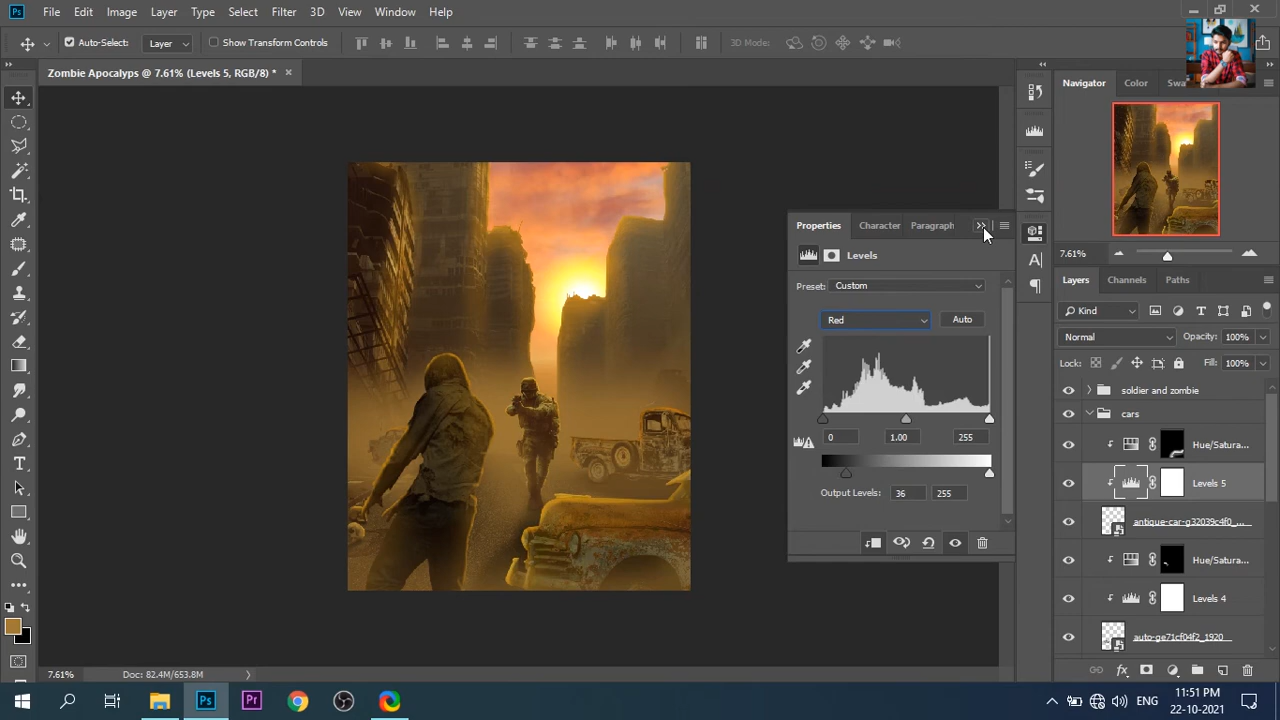 Ps File Edit Image Layer Type Select Filter 3D View Window Help
Auto-Select: Layer Show Transform Controls 3D Mode:
Zombie Apocalyps @ 7.61% (Levels 5, RGB/8) *
Navigator Color Swa
Properties Character Paragraph
Levels
Preset: Custom
Red Auto
0 1.00 255
Output Levels: 36 255
7.61%
Layers Channels Paths
Kind
Normal Opacity: 100%
Lock: Fill: 100%
soldier and zombie
cars
Hue/Satura...
Levels 5
antique-car-g32039c4f0_...
Hue/Satura...
Levels 4
auto-ge71cf04f2_1920
7.61% Doc: 82.4M/653.8M
Ps Pr
ENG 11:51 PM
22-10-2021